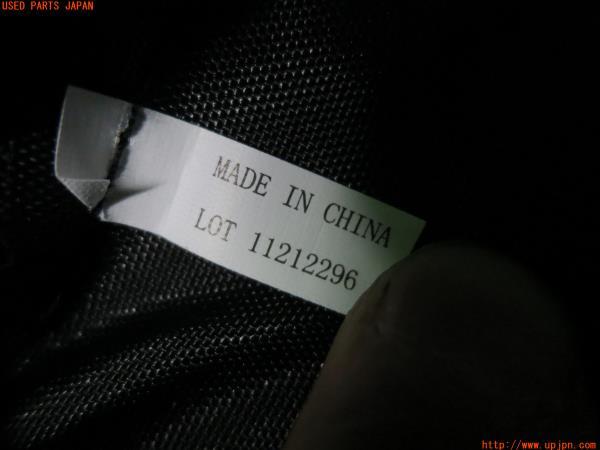 USED PARTS JAPAN
MADE IN CHINA
LOT 11212296
http://www.upjpn.com/